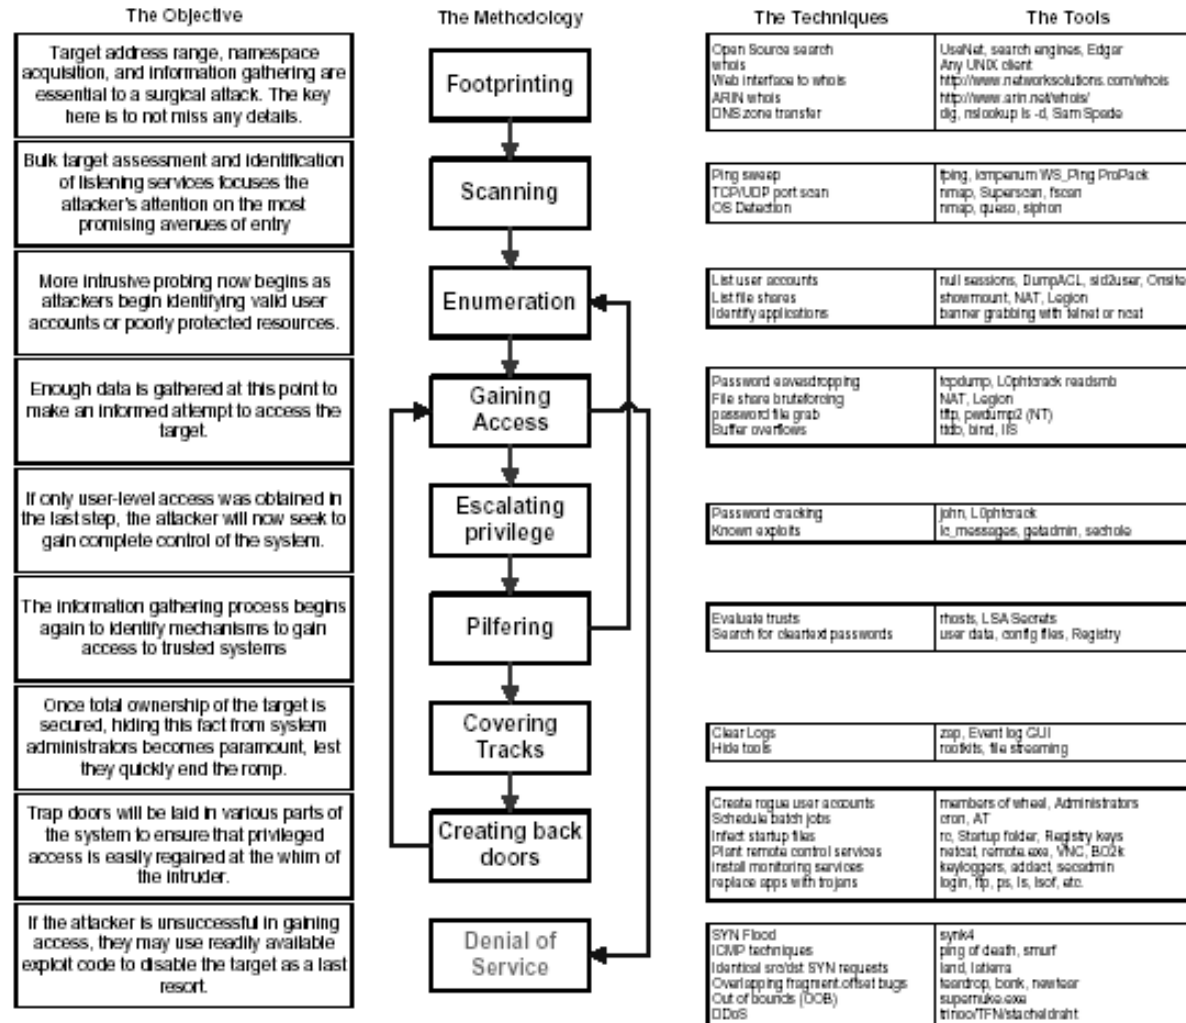 The Objective
The Methodology
The Techniques
The Tools
Target address range, namespace
acquisition, and information gathering are
essential to a surgical attack. The key
here is to not miss any details.
Footprinting
Open Source search
whois
Web interface to whois
ARIN whois
DNS zone transfer
UseNet, search engines, Edgar
Any UNIX client
http://www.networksolutions.com/whois
http://www.arin.net/whois/
dig, nslookup ls -d, Sam Spade
Bulk target assessment and identification
of listening services focuses the
attacker's attention on the most
promising avenues of entry
Scanning
Ping sweep
TCP/UDP port scan
OS Detection
fping, icmpenum WS_Ping ProPack
nmap, Superscan, fscan
nmap, queso, siphon
More intrusive probing now begins as
attackers begin identifying valid user
accounts or poorly protected resources.
Enumeration
List user accounts
List file shares
Identify applications
null sessions, DumpACL, sid2user, Onsite
showmount, NAT, Legion
banner grabbing with telnet or ncat
Enough data is gathered at this point to
make an informed attempt to access the
target.
Gaining
Access
Password eavesdropping
File share bruteforcing
password file grab
Buffer overflows
tcpdump, L0phtcrack readsmb
NAT, Legion
tftp, pwdump2 (NT)
ttdb, bind, IIS
If only user-level access was obtained in
the last step, the attacker will now seek to
gain complete control of the system.
Escalating
privilege
Password cracking
Known exploits
john, L0phtcrack
lc_messages, getadmin, sechole
The information gathering process begins
again to identify mechanisms to gain
access to trusted systems
Pilfering
Evaluate trusts
Search for cleartext passwords
rhosts, LSA Secrets
user data, config files, Registry
Once total ownership of the target is
secured, hiding this fact from system
administrators becomes paramount, lest
they quickly end the romp.
Covering
Tracks
Clear Logs
Hide tools
zap, Event log GUI
rootkits, file streaming
Trap doors will be laid in various parts of
the system to ensure that privileged
access is easily regained at the whim of
the intruder.
Creating back
doors
Create rogue user accounts
Schedule batch jobs
Infect startup files
Plant remote control services
install monitoring services
replace apps with trojans
members of wheel, Administrators
cron, AT
rc, Startup folder, Registry keys
netcat, remote.exe, VNC, BO2k
keyloggers, addact, secadmin
login, ftp, ps, ls, lsof, etc.
If the attacker is unsuccessful in gaining
access, they may use readily available
exploit code to disable the target as a last
resort.
Denial of
Service
SYN Flood
ICMP techniques
Identical src/dst SYN requests
Overlapping fragment.offset bugs
Out of bounds (OOB)
DDoS
synk4
ping of death, smurf
land, latierra
teardrop, bonk, newtear
supernuke.exe
trinoo/TFN/stacheldraht